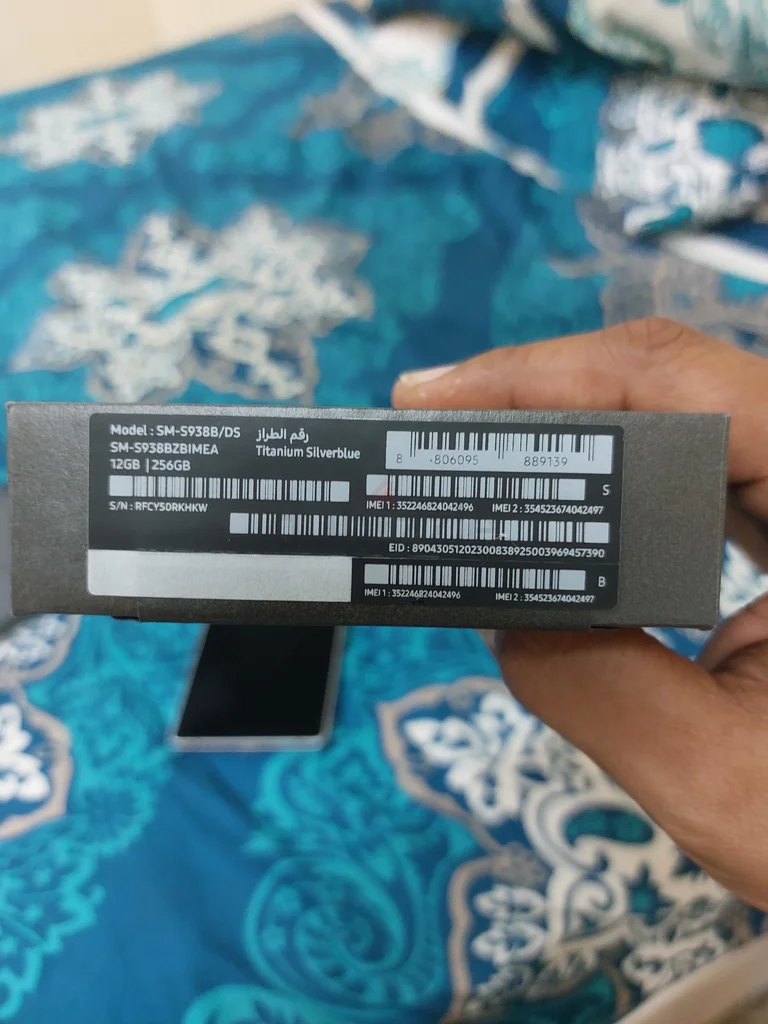 Model : SM-S938B/DS رقم الطراز
SM-S938BZBIMEA Titanium Silverblue
12GB | 256GB
8 806095 889139
S/N : RFCY50RKHKW
IMEI 1 : 352246824042496 IMEI 2 : 354523674042497
S
EID : 89043051202300838925003969457390
B
IMEI 1 : 352246824042496 IMEI 2 : 354523674042497